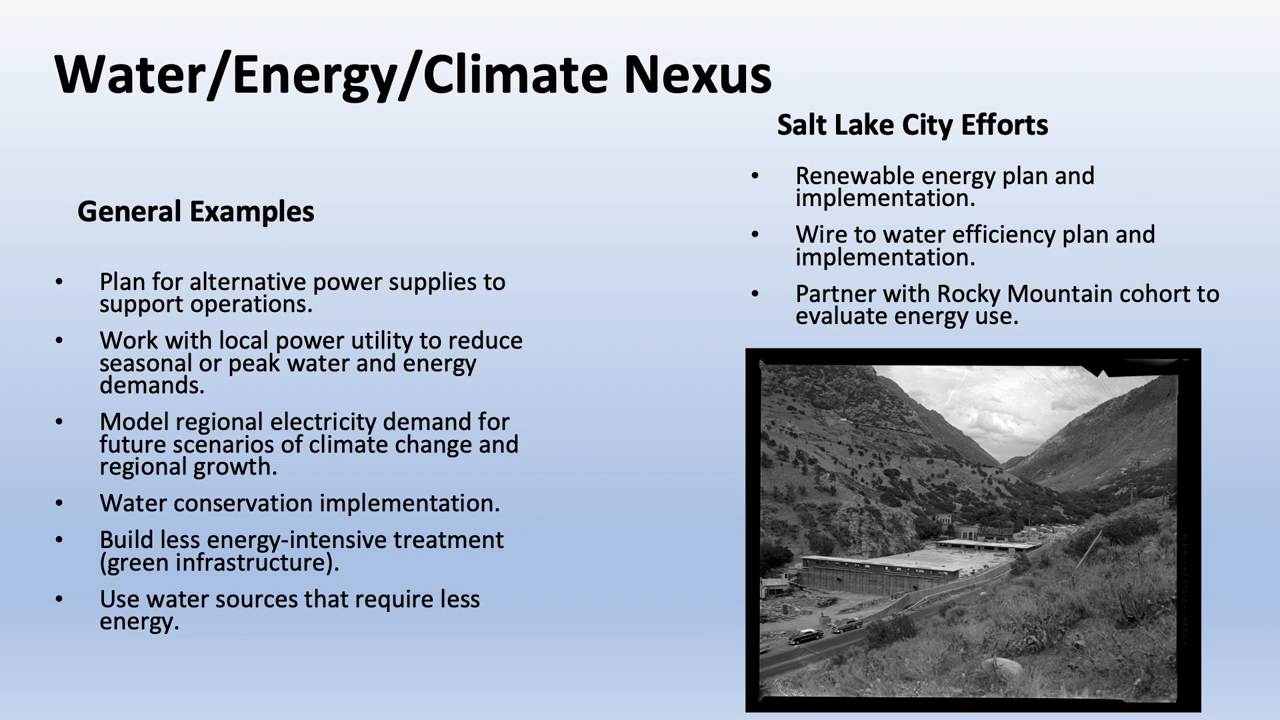 Water/Energy/Climate Nexus
General Examples
• Plan for alternative power supplies to
support operations.
• Work with local power utility to reduce
seasonal or peak water and energy
demands.
• Model regional electricity demand for
future scenarios of climate change and
regional growth.
• Water conservation implementation.
• Build less energy-intensive treatment
(green infrastructure).
• Use water sources that require less
energy.
Salt Lake City Efforts
• Renewable energy plan and
implementation.
• Wire to water efficiency plan and
implementation.
• Partner with Rocky Mountain cohort to
evaluate energy use.